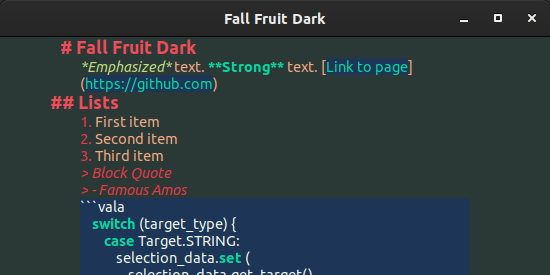 Fall Fruit Dark
# Fall Fruit Dark
*Emphasized* text. **Strong** text. [Link to page]
(https://github.com)
## Lists
1. First item
2. Second item
3. Third item
> Block Quote
> - Famous Amos
```vala
switch (target_type) {
case Target.STRING:
selection_data.set (
selection_data.get_target()